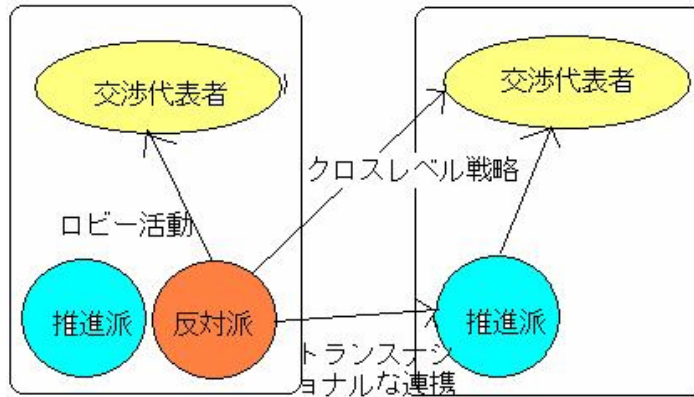 交渉代表者
交渉代表者
クロスレベル戦略
ロビー活動
推進派
反対派
推進派
トランスナシ
ョナルな連携